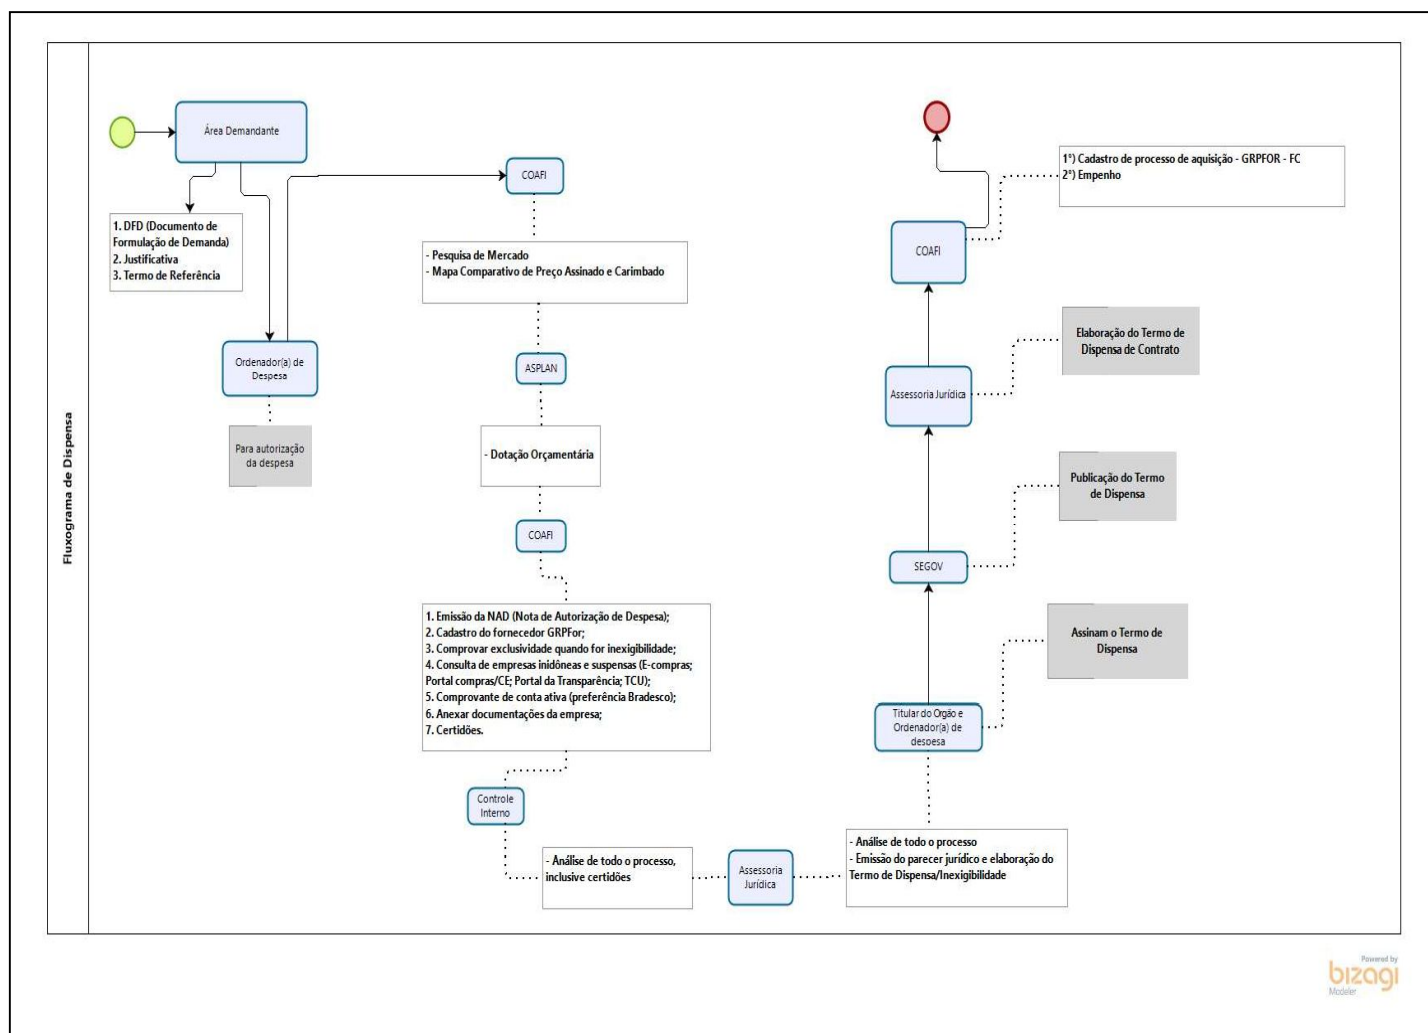 Fluxograma de Dispensa
Área Demandante
1. DFD (Documento de
Formulação de Demanda)
2. Justificativa
3. Termo de Referência
Ordenador(a) de
Despesa
Para autorização
da despesa
COAFI
- Pesquisa de Mercado
- Mapa Comparativo de Preço Assinado e Carimbado
ASPLAN
- Dotação Orçamentária
COAFI
1. Emissão da NAD (Nota de Autorização de Despesa);
2. Cadastro do fornecedor GRPFor;
3. Comprovar exclusividade quando for inexigibilidade;
4. Consulta de empresas inidôneas e suspensas (E-compras;
Portal compras/CE; Portal da Transparência; TCU);
5. Comprovante de conta ativa (preferência Bradesco);
6. Anexar documentações da empresa;
7. Certidões.
Controle
Interno
- Análise de todo o processo,
inclusive certidões
Assessoria
Jurídica
- Análise de todo o processo
- Emissão do parecer jurídico e elaboração do
Termo de Dispensa/Inexigibilidade
Titular do Orgão e
Ordenador(a) de
despesa
Assinam o Termo de
Dispensa
SEGOV
Publicação do Termo
de Dispensa
Assessoria Jurídica
Elaboração do Termo de
Dispensa de Contrato
COAFI
1°) Cadastro de processo de aquisição - GRPFOR - FC
2°) Empenho
Powered by
bizagi
Modeler